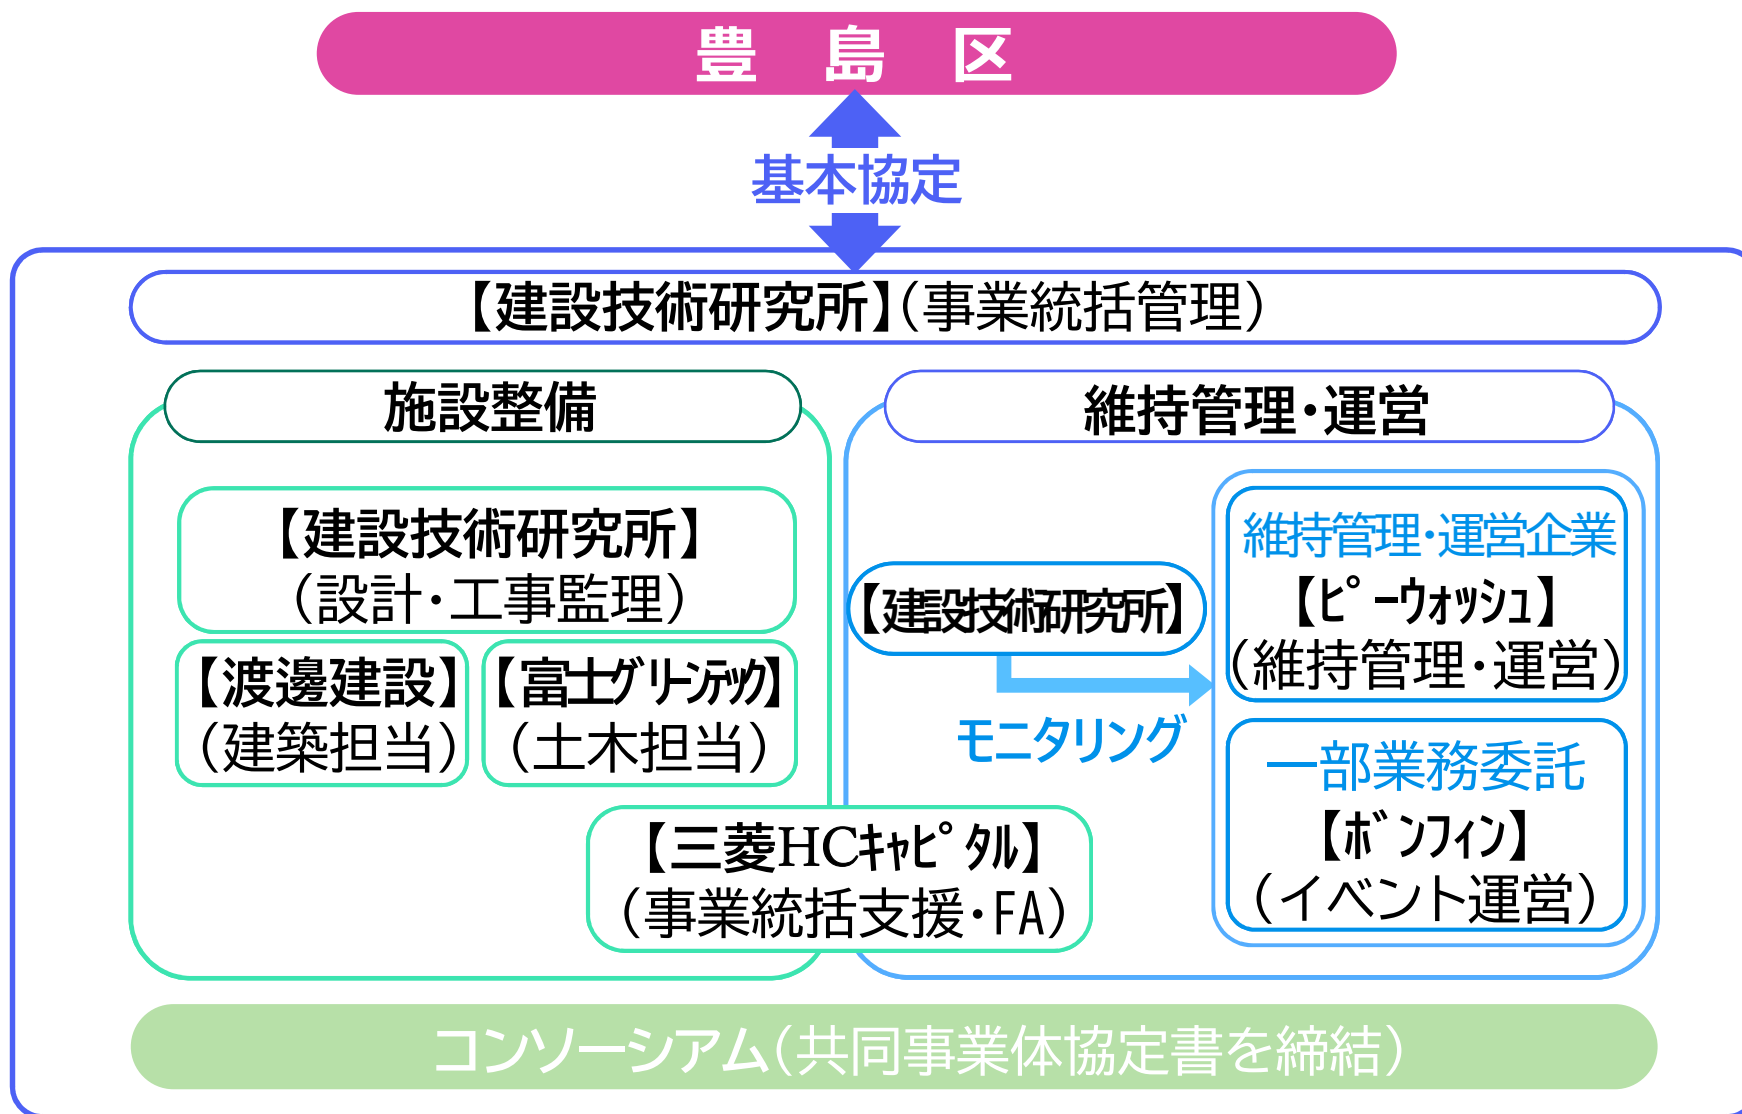 豊島区
基本協定
【建設技術研究所】（事業統括管理）
施設整備
【建設技術研究所】
（設計・工事監理）
【渡邊建設】
（建築担当）
【富士グリーンテック】
（土木担当）
維持管理・運営
【建設技術研究所】
モニタリング
維持管理・運営企業
【ピーウォッシュ】
（維持管理・運営）
一部業務委託
【ボンフィン】
（イベント運営）
【三菱HCキャピタル】
（事業統括支援・FA）
コンソーシアム（共同事業体協定書を締結）